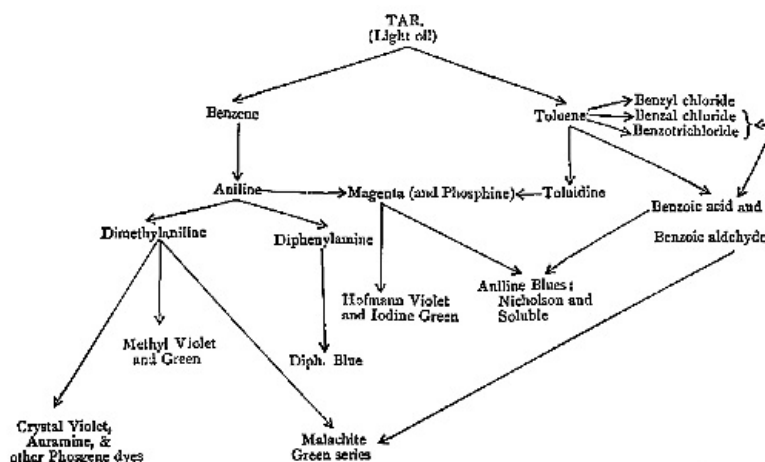 TAR.
(Light oil)
Benzene
Toluene
Benzyl chloride
Benzal chloride
Benzotrichloride
Aniline
Magenta (and Phosphine)
Toluidine
Benzoic acid and
Benzoic aldehyde
Dimethylaniline
Diphenylamine
Hofmann Violet
and Iodine Green
Aniline Blues:
Nicholson and
Soluble
Methyl Violet
and Green
Diph. Blue
Crystal Violet,
Auramine, &
other Phosgene dyes
Malachite
Green series